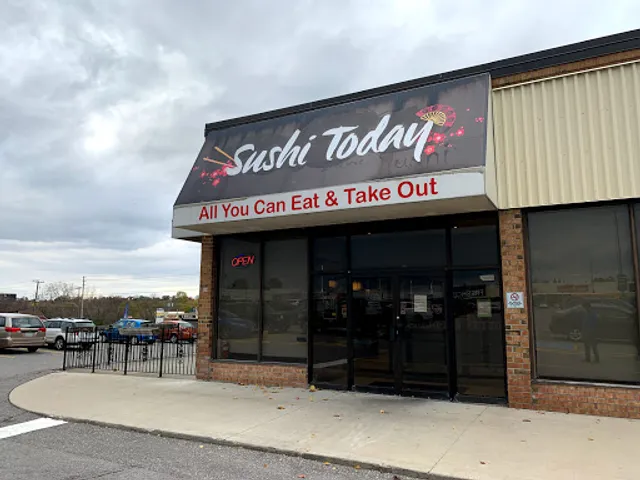 Sushi Today
All You Can Eat & Take Out
OPEN